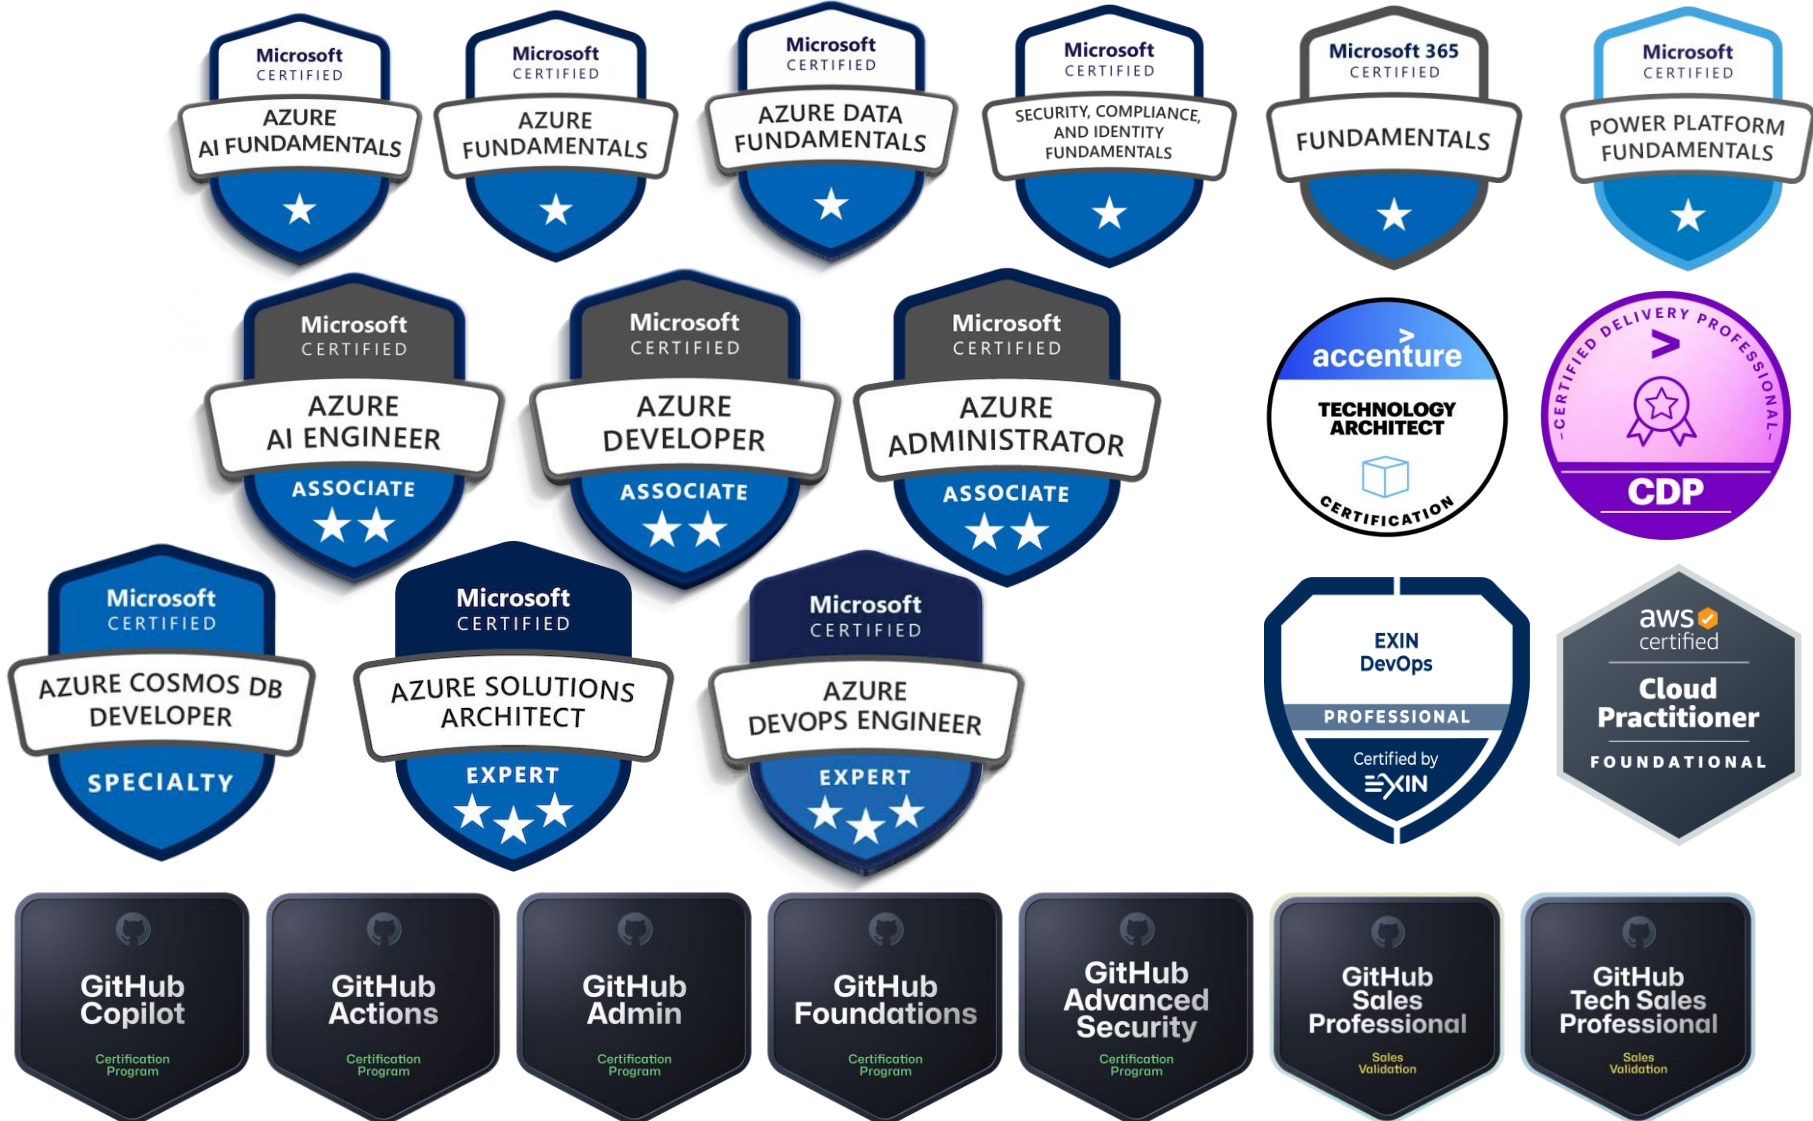 Microsoft
CERTIFIED
AZURE
AI FUNDAMENTALS
Microsoft
CERTIFIED
AZURE
FUNDAMENTALS
Microsoft
CERTIFIED
AZURE DATA
FUNDAMENTALS
Microsoft
CERTIFIED
SECURITY, COMPLIANCE,
AND IDENTITY
FUNDAMENTALS
Microsoft 365
CERTIFIED
FUNDAMENTALS
Microsoft
CERTIFIED
POWER PLATFORM
FUNDAMENTALS
Microsoft
CERTIFIED
AZURE
AI ENGINEER
ASSOCIATE
Microsoft
CERTIFIED
AZURE
DEVELOPER
ASSOCIATE
Microsoft
CERTIFIED
AZURE
ADMINISTRATOR
ASSOCIATE
accenture
TECHNOLOGY
ARCHITECT
CERTIFICATION
-CERTIFIED DELIVERY PROFESSIONAL-
CDP
Microsoft
CERTIFIED
AZURE COSMOS DB
DEVELOPER
SPECIALTY
Microsoft
CERTIFIED
AZURE SOLUTIONS
ARCHITECT
EXPERT
Microsoft
CERTIFIED
AZURE
DEVOPS ENGINEER
EXPERT
EXIN
DevOps
PROFESSIONAL
Certified by
EXIN
aws
certified
Cloud
Practitioner
FOUNDATIONAL
GitHub
Copilot
Certification
Program
GitHub
Actions
Certification
Program
GitHub
Admin
Certification
Program
GitHub
Foundations
Certification
Program
GitHub
Advanced
Security
Certification
Program
GitHub
Sales
Professional
Sales
Validation
GitHub
Tech Sales
Professional
Sales
Validation